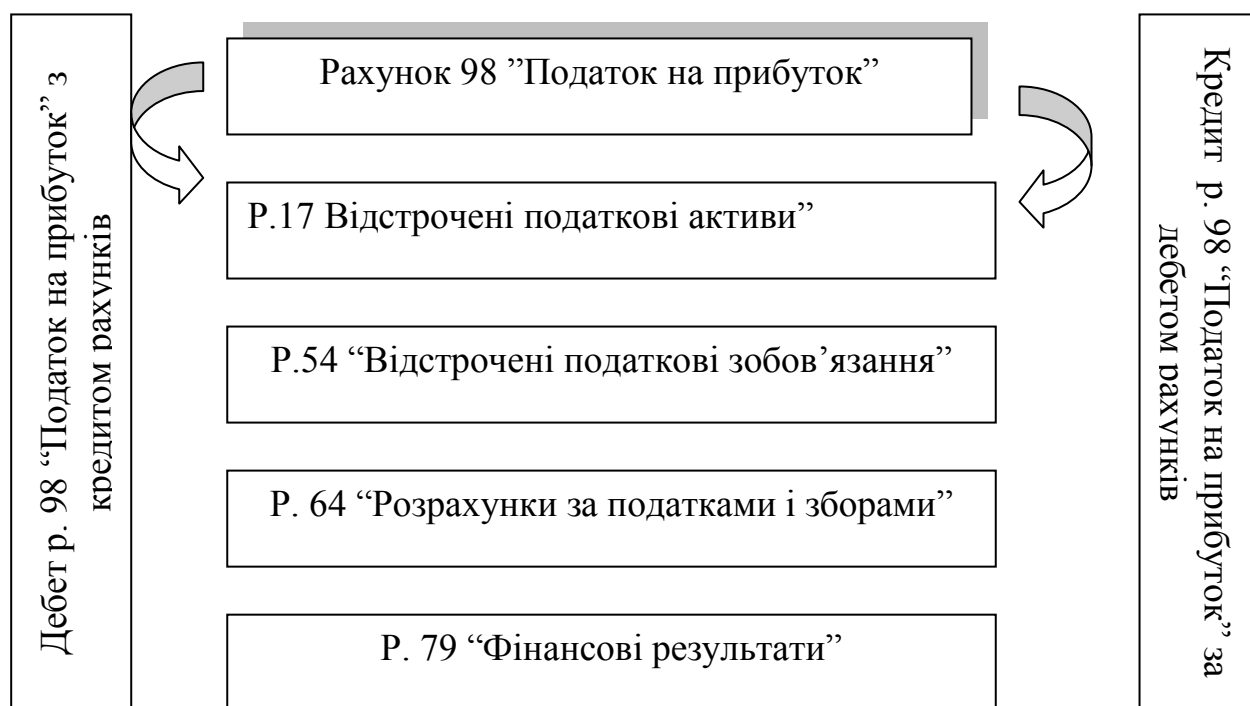 Дебет р. 98 “Податок на прибуток” з
кредитом рахунків
Рахунок 98 ”Податок на прибуток”
Р.17 Відстрочені податкові активи”
Р.54 “Відстрочені податкові зобов’язання”
Р. 64 “Розрахунки за податками і зборами”
Р. 79 “Фінансові результати”
Кредит р. 98 “Податок на прибуток” за
дебетом рахунків